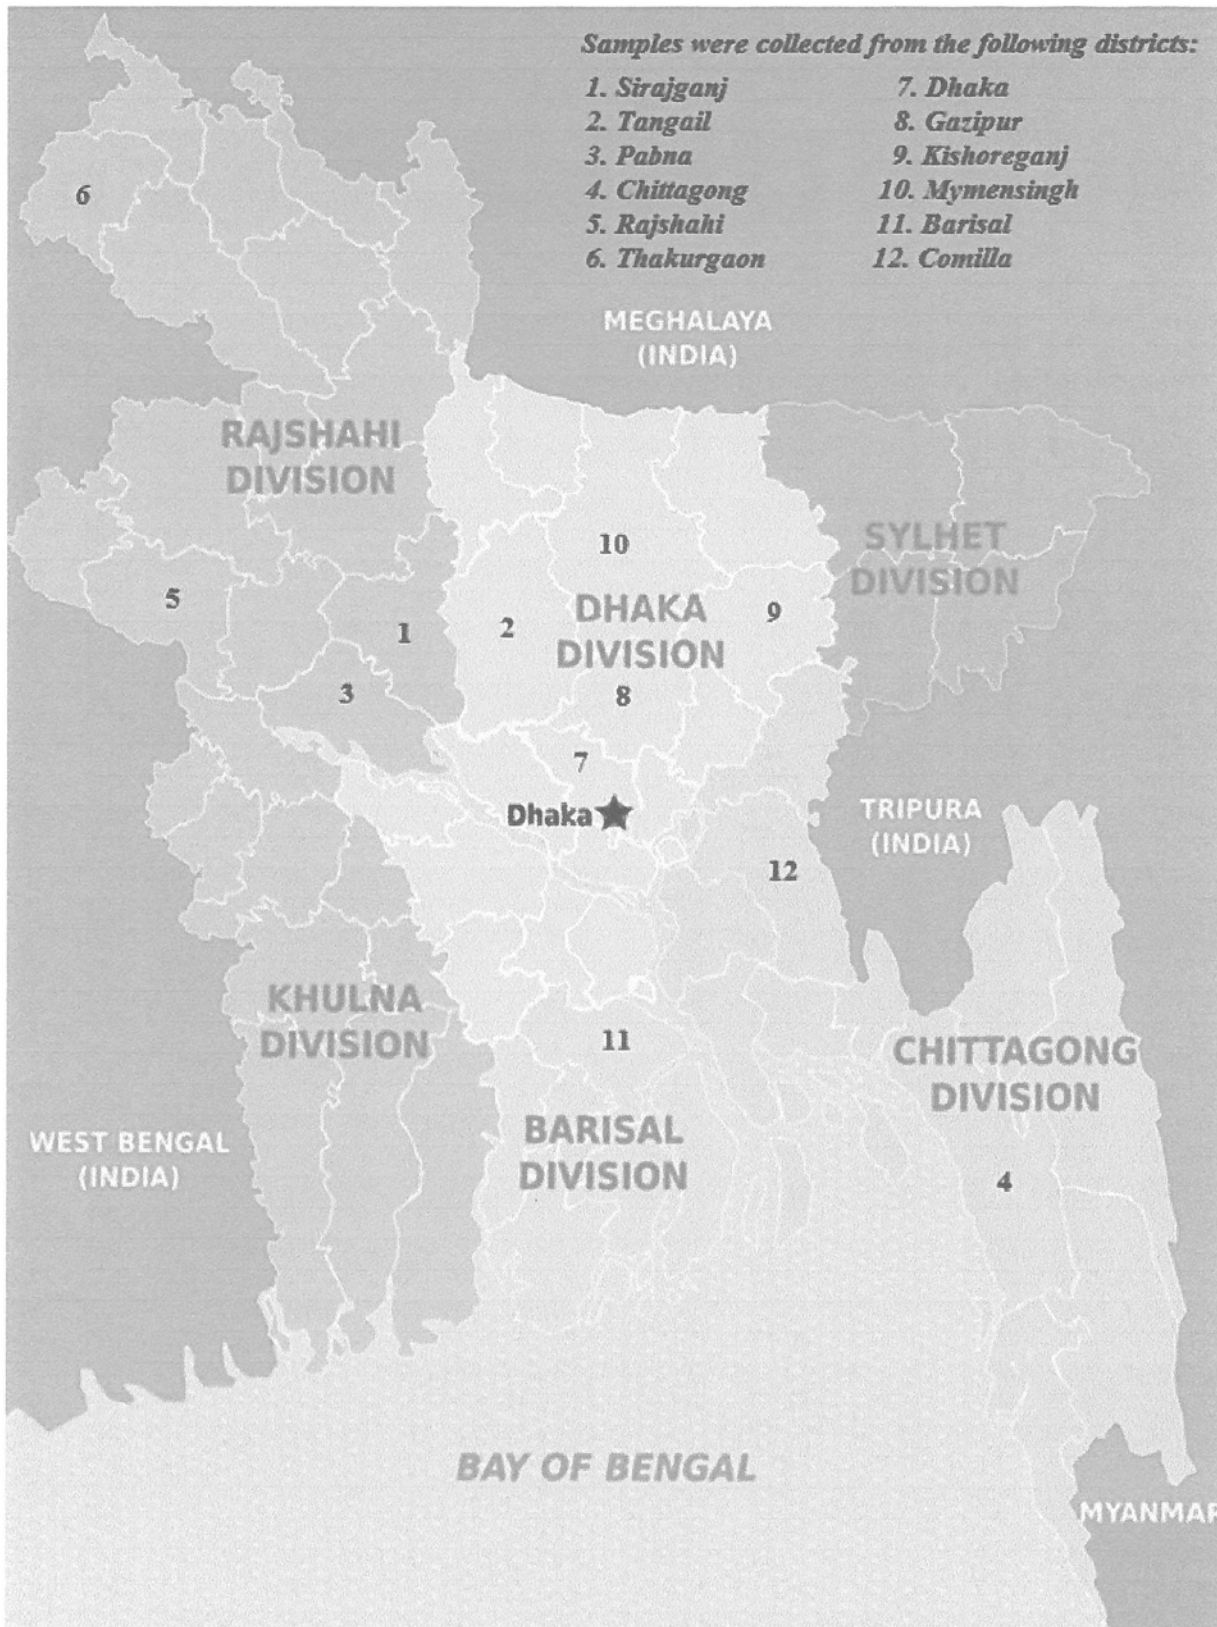 Samples were collected from the following districts:
1. Sirajganj
2. Tangail
3. Pabna
4. Chittagong
5. Rajshahi
6. Thakurgaon
7. Dhaka
8. Gazipur
9. Kishoreganj
10. Mymensingh
11. Barisal
12. Comilla
6
MEGHALAYA
(INDIA)
RAJSHAHI
DIVISION
SYLHET
DIVISION
10
5
1
2
DHAKA
DIVISION
9
3
8
7
Dhaka
TRIPURA
(INDIA)
12
KHULNA
DIVISION
11
CHITTAGONG
DIVISION
BARISAL
DIVISION
WEST BENGAL
(INDIA)
4
BAY OF BENGAL
MYANMAR